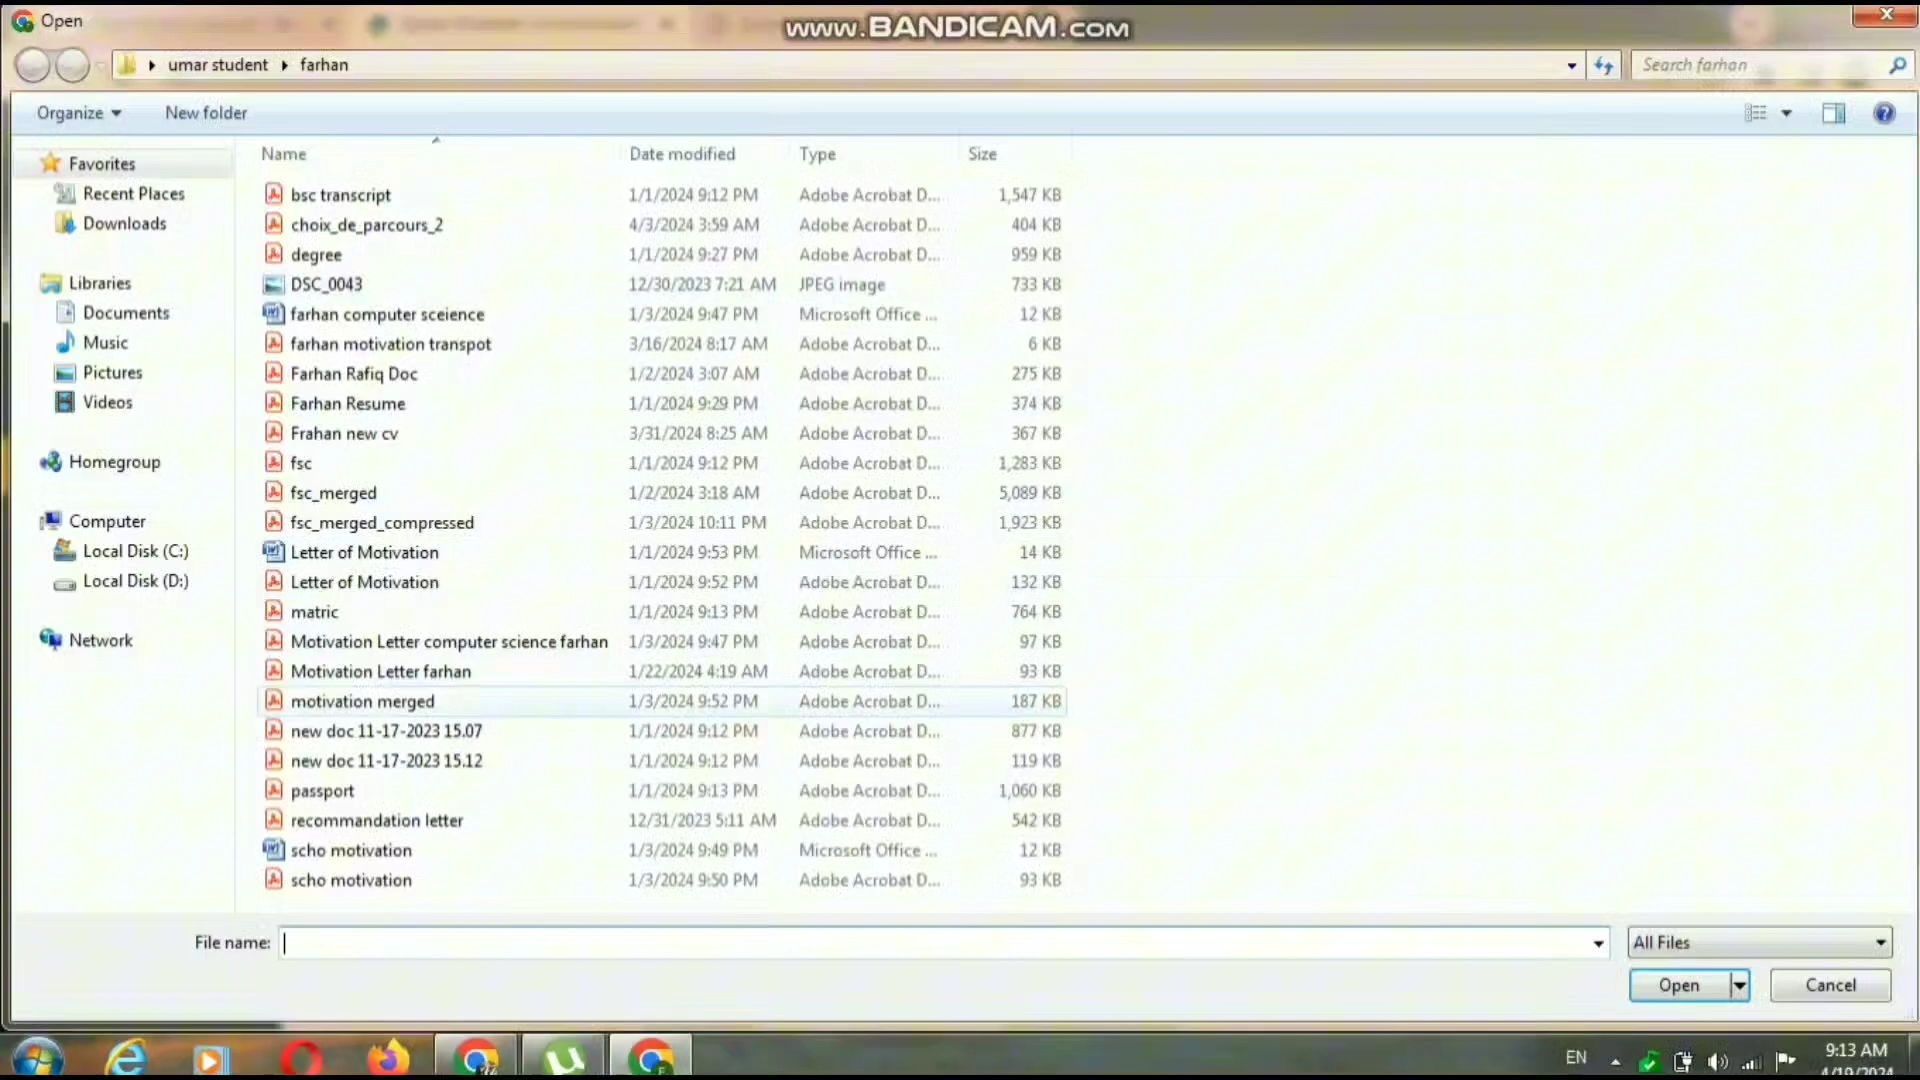 Open
www.BANDICAM.com
umar student farhan
Search farhan
Organize New folder
Name Date modified Type Size
Favorites
Recent Places
Downloads
Libraries
Documents
Music
Pictures
Videos
Homegroup
Computer
Local Disk (C:)
Local Disk (D:)
Network
bsc transcript 1/1/2024 9:12 PM Adobe Acrobat D... 1,547 KB
choix_de_parcours_2 4/3/2024 3:59 AM Adobe Acrobat D... 404 KB
degree 1/1/2024 9:27 PM Adobe Acrobat D... 959 KB
DSC_0043 12/30/2023 7:21 AM JPEG image 733 KB
farhan computer sceience 1/3/2024 9:47 PM Microsoft Office ... 12 KB
farhan motivation transpot 3/16/2024 8:17 AM Adobe Acrobat D... 6 KB
Farhan Rafiq Doc 1/2/2024 3:07 AM Adobe Acrobat D... 275 KB
Farhan Resume 1/1/2024 9:29 PM Adobe Acrobat D... 374 KB
Frahan new cv 3/31/2024 8:25 AM Adobe Acrobat D... 367 KB
fsc 1/1/2024 9:12 PM Adobe Acrobat D... 1,283 KB
fsc_merged 1/2/2024 3:18 AM Adobe Acrobat D... 5,089 KB
fsc_merged_compressed 1/3/2024 10:11 PM Adobe Acrobat D... 1,923 KB
Letter of Motivation 1/1/2024 9:53 PM Microsoft Office ... 14 KB
Letter of Motivation 1/1/2024 9:52 PM Adobe Acrobat D... 132 KB
matric 1/1/2024 9:13 PM Adobe Acrobat D... 764 KB
Motivation Letter computer science farhan 1/3/2024 9:47 PM Adobe Acrobat D... 97 KB
Motivation Letter farhan 1/22/2024 4:19 AM Adobe Acrobat D... 93 KB
motivation merged 1/3/2024 9:52 PM Adobe Acrobat D... 187 KB
new doc 11-17-2023 15.07 1/1/2024 9:12 PM Adobe Acrobat D... 877 KB
new doc 11-17-2023 15.12 1/1/2024 9:12 PM Adobe Acrobat D... 119 KB
passport 1/1/2024 9:13 PM Adobe Acrobat D... 1,060 KB
recommandation letter 12/31/2023 5:11 AM Adobe Acrobat D... 542 KB
scho motivation 1/3/2024 9:49 PM Microsoft Office ... 12 KB
scho motivation 1/3/2024 9:50 PM Adobe Acrobat D... 93 KB
File name: All Files
Open Cancel
EN 9:13 AM
4/19/2024